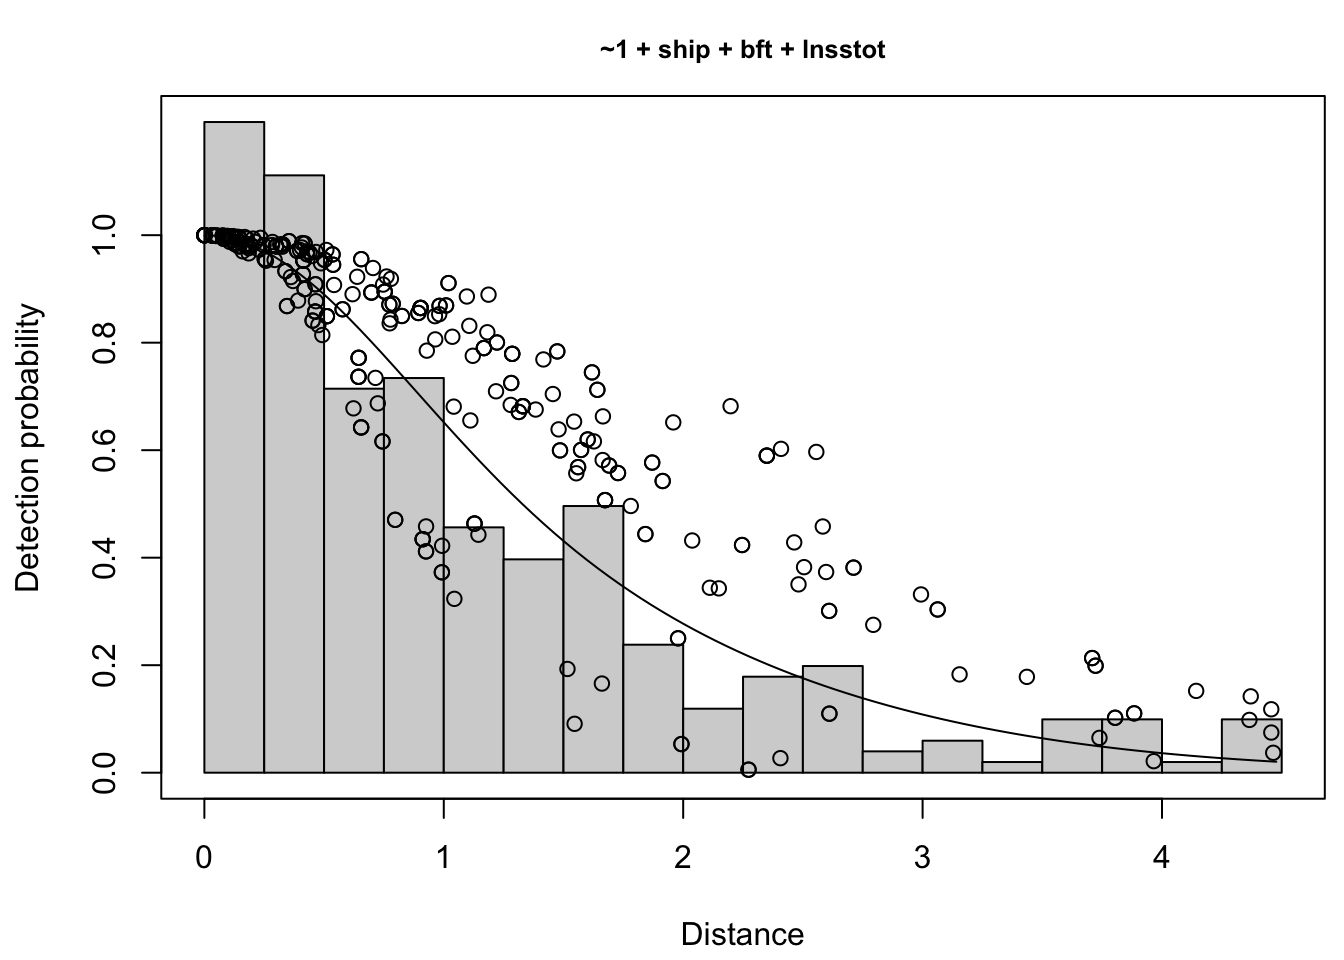 ~1 + ship + bft + lnsstot
Detection probability
1.0
0.8
0.6
0.4
0.2
0.0
0 1 2 3 4
Distance